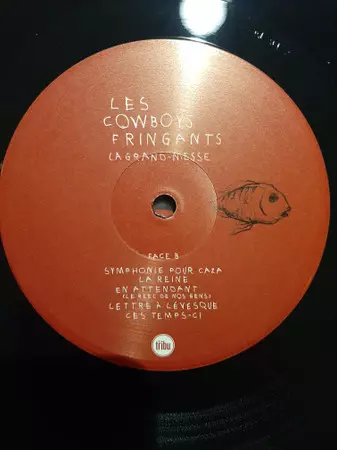 LES
COWBOYS
FRINGANTS
LA GRAND-MESSE
FACE B
SYMPHONIE POUR CAZA
LA REINE
EN ATTENDANT
(LE RÉEL DE NOS GENS)
LETTRE À LÉVESQUE
CES TEMPS-CI
tribu